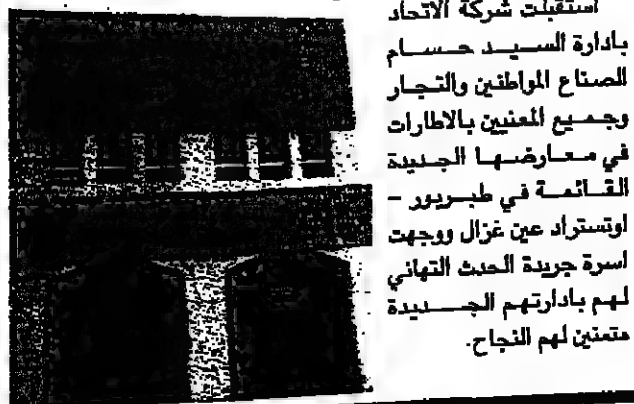 استقبلت شركة الاتحاد
بادارة السيد حسام
الصناع المواطنين والتجار
وجميع المعنيين بالاطارات
في معارضها الجديدة
القائمة في طبربور -
اوتستراد عين غزال ووجهت
اسرة جريدة الحدث التهاني
لهم بادارتهم الجديدة
متمنين لهم النجاح.